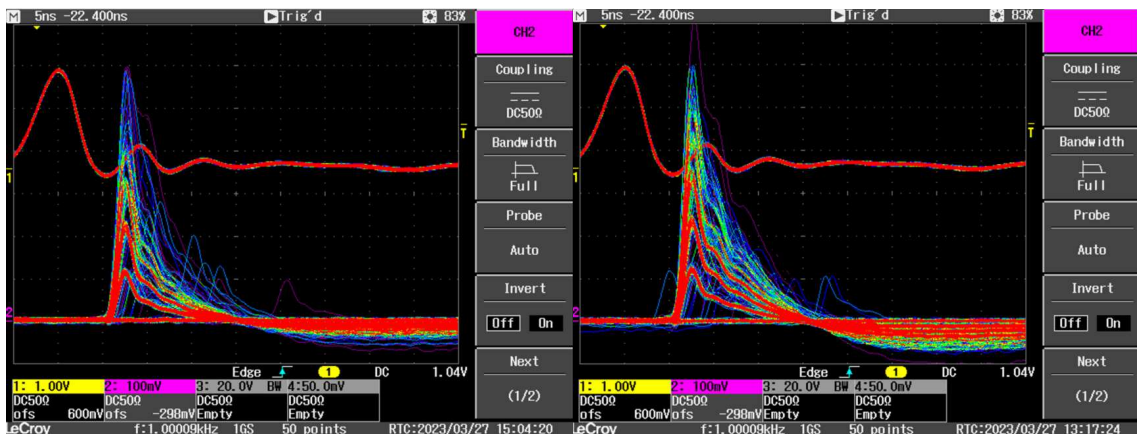 M 5ns -22.400ns Trig'd 83%
CH2
T
Coupling
DC50Ω
Bandwidth
Full
1
Probe
Auto
Invert
2
Off On
Next
Edge 1 DC 1.04V
(1/2)
1: 1.00V 2: 100mV 3: 20.0V BW 4:50.0mV
DC50Ω DC50Ω DC50Ω DC50Ω
ofs 600mV ofs -298mV Empty Empty
LeCroy f:1.00009kHz 1GS 50 points RTC:2023/03/27 15:04:20
M 5ns -22.400ns Trig'd 83%
CH2
T
Coupling
DC50Ω
Bandwidth
Full
1
Probe
Auto
Invert
2
Off On
Next
Edge 1 DC 1.04V
(1/2)
1: 1.00V 2: 100mV 3: 20.0V BW 4:50.0mV
DC50Ω DC50Ω DC50Ω DC50Ω
ofs 600mV ofs -298mV Empty Empty
LeCroy f:1.00009kHz 1GS 50 points RTC:2023/03/27 13:17:24